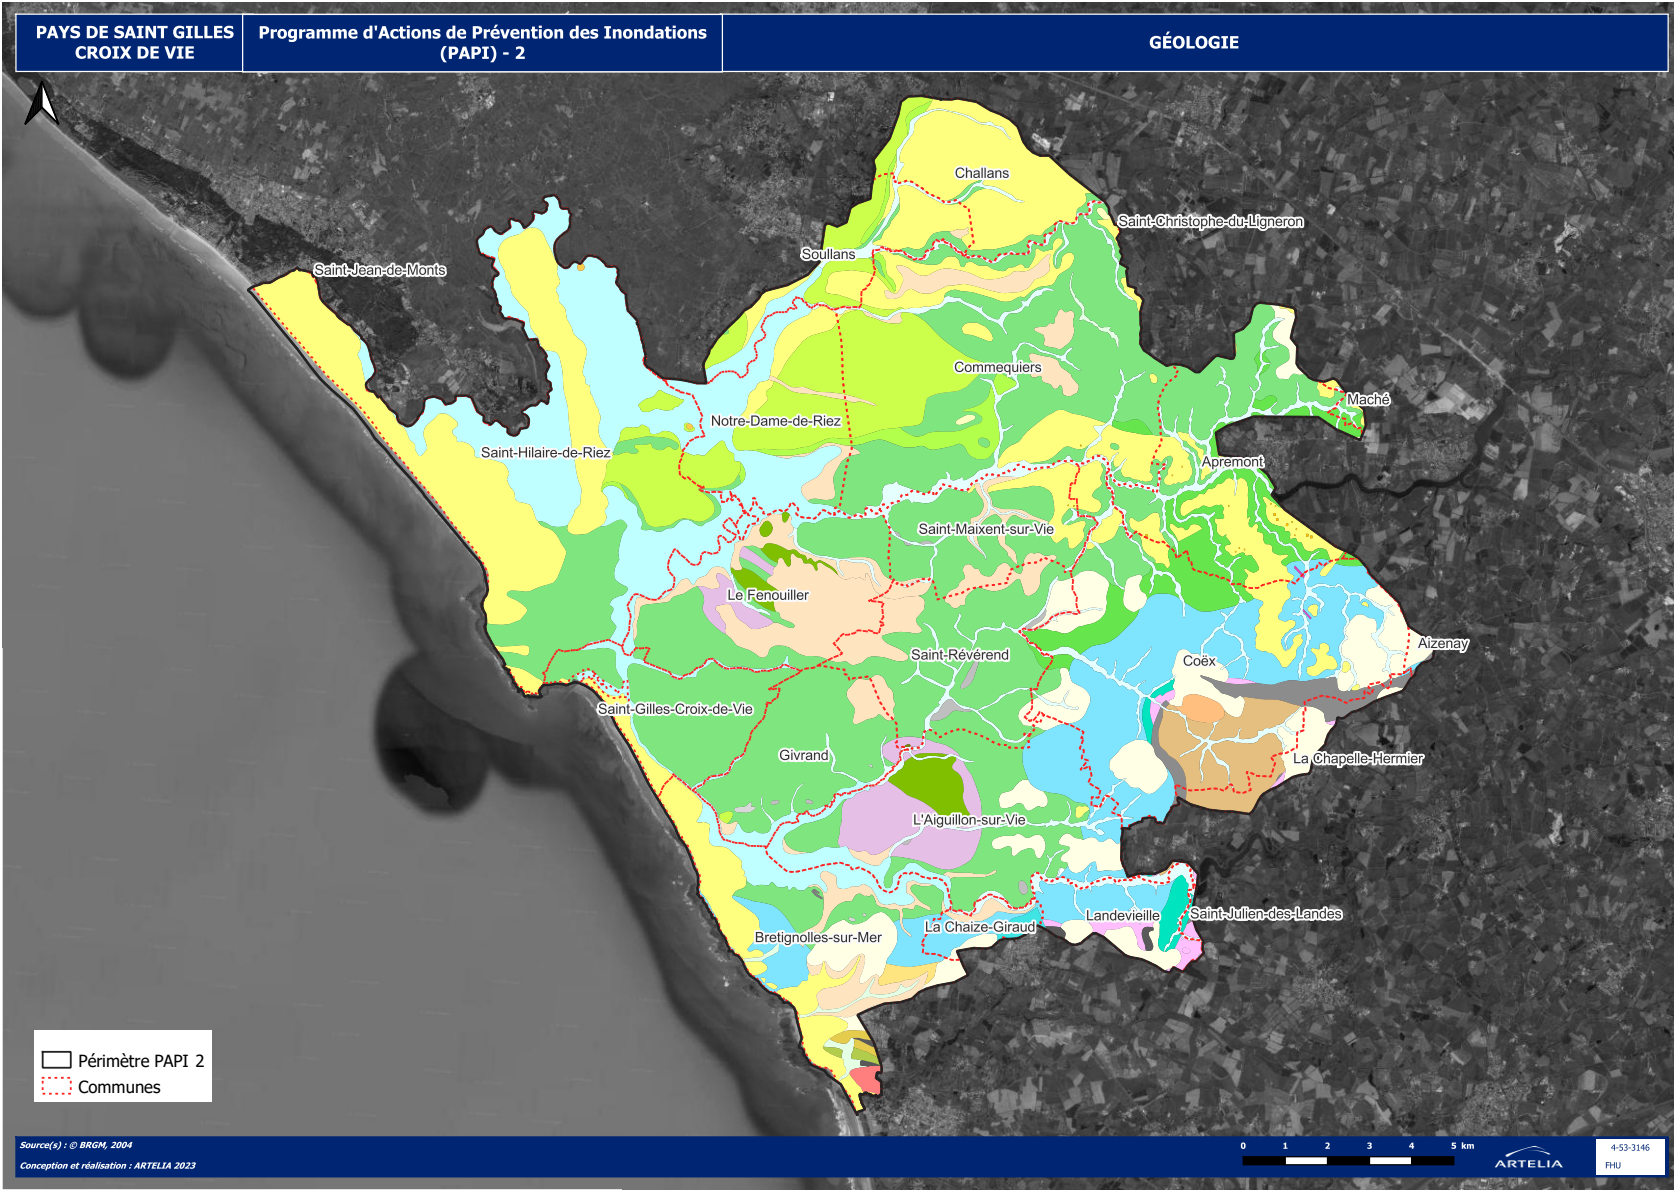 PAYS DE SAINT GILLES
CROIX DE VIE
Programme d'Actions de Prévention des Inondations
(PAPI) - 2
GÉOLOGIE
Challans
Saint-Christophe-du-Ligneron
Soullans
Saint-Jean-de-Monts
Commequiers
Maché
Notre-Dame-de-Riez
Saint-Hilaire-de-Riez
Apremont
Saint-Maixent-sur-Vie
Le Fenouiller
Aizenay
Saint-Révérend
Coëx
Saint-Gilles-Croix-de-Vie
Givrand
La Chapelle-Hermier
L'Aiguillon-sur-Vie
Landevieille
Saint-Julien-des-Landes
La Chaize-Giraud
Bretignolles-sur-Mer
Périmètre PAPI 2
Communes
Source(s) : © BRGM, 2004
Conception et réalisation : ARTELIA 2023
0 1 2 3 4 5 km
ARTELIA
4-53-3146
FHU